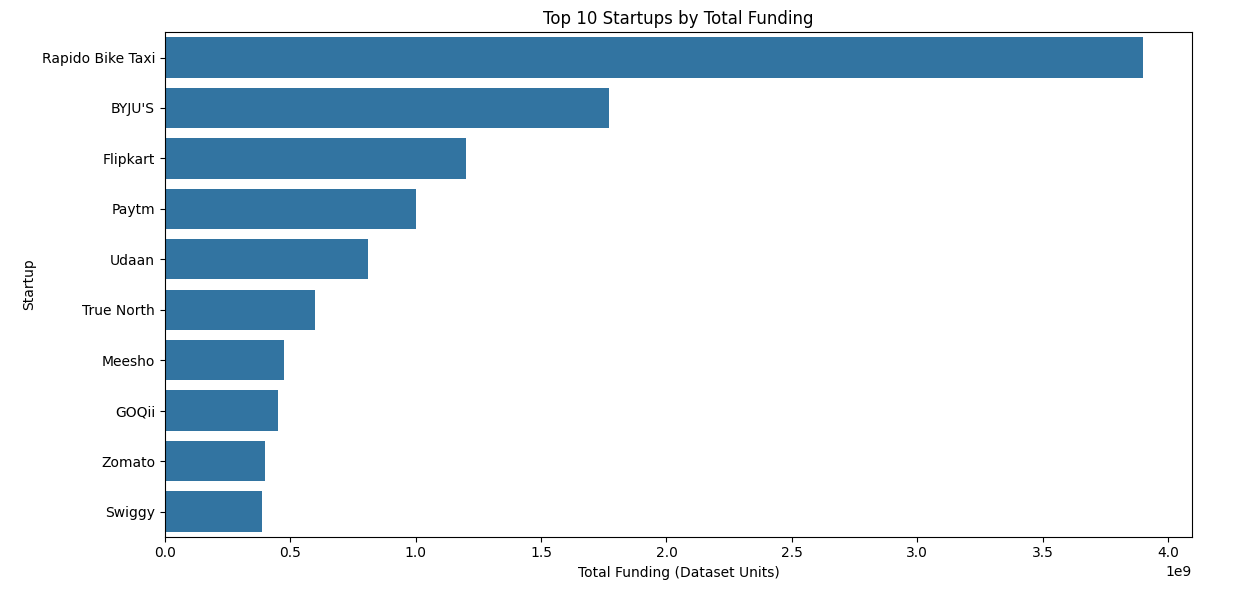 Top 10 Startups by Total Funding
Startup
Rapido Bike Taxi
BYJU'S
Flipkart
Paytm
Udaan
True North
Meesho
GOQii
Zomato
Swiggy
0.0 0.5 1.0 1.5 2.0 2.5 3.0 3.5 4.0
1e9
Total Funding (Dataset Units)